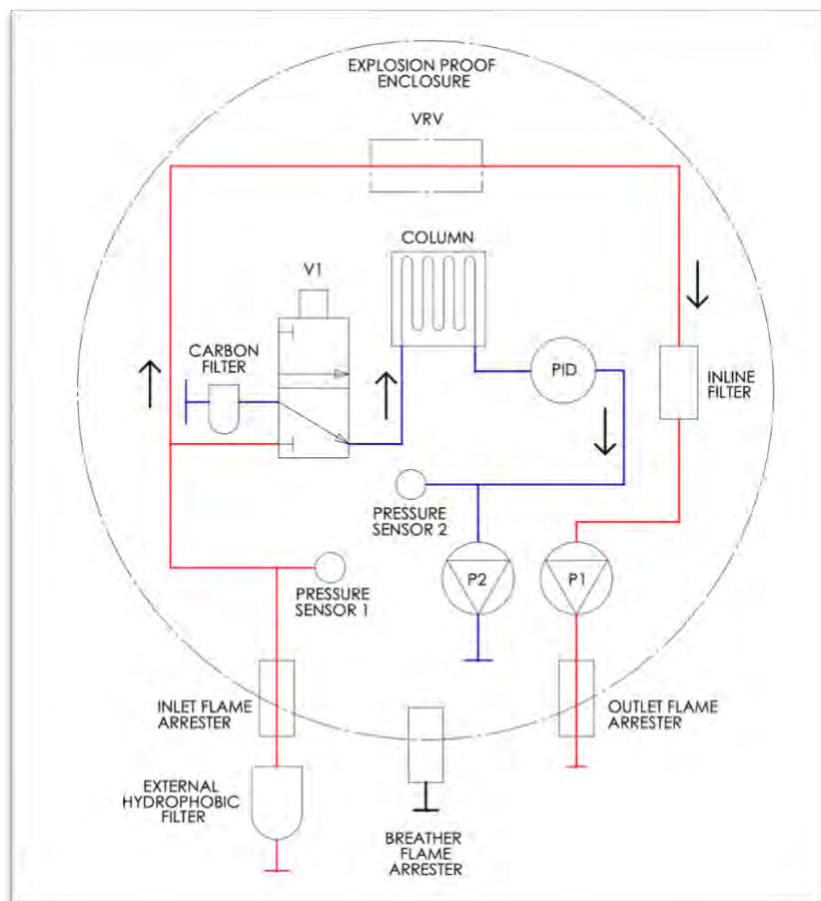 EXPLOSION PROOF
ENCLOSURE
VRV
COLUMN
V1
CARBON
FILTER
PID
INLINE
FILTER
PRESSURE
SENSOR 2
P2
P1
PRESSURE
SENSOR 1
INLET FLAME
ARRESTER
OUTLET FLAME
ARRESTER
EXTERNAL
HYDROPHOBIC
FILTER
BREATHER
FLAME
ARRESTER